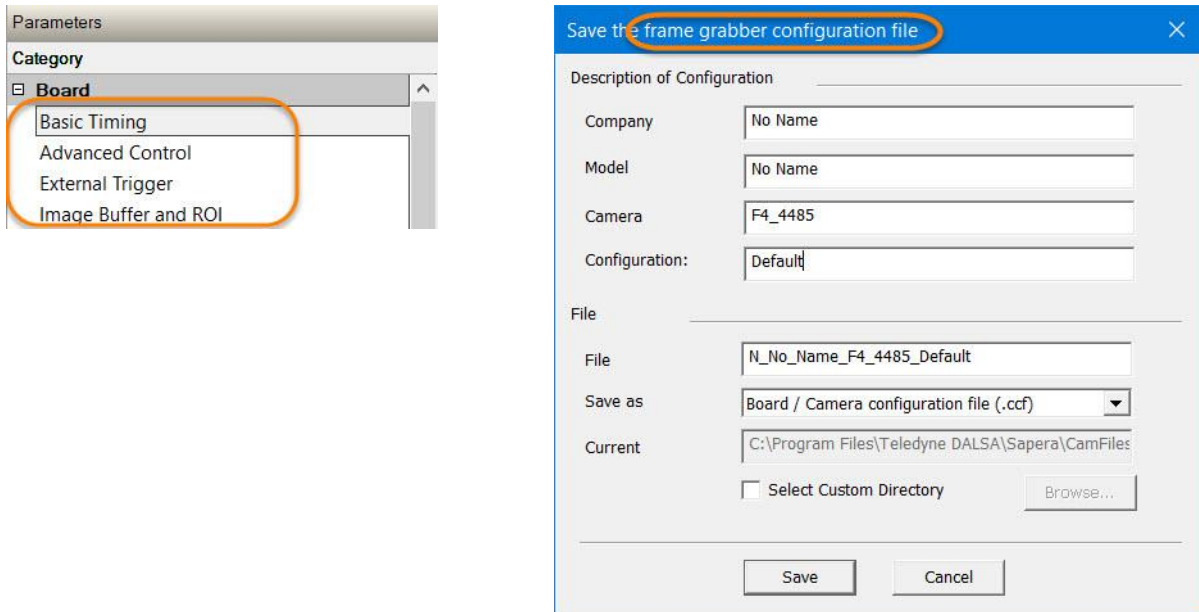 Parameters
Category
Board
Basic Timing
Advanced Control
External Trigger
Image Buffer and ROI
Save the frame grabber configuration file
Description of Configuration
Company No Name
Model No Name
Camera F4_4485
Configuration: Default
File
File N_No_Name_F4_4485_Default
Save as Board / Camera configuration file (.ccf)
Current C:\Program Files\Teledyne DALSA\Sapera\CamFiles
Select Custom Directory Browse...
Save Cancel